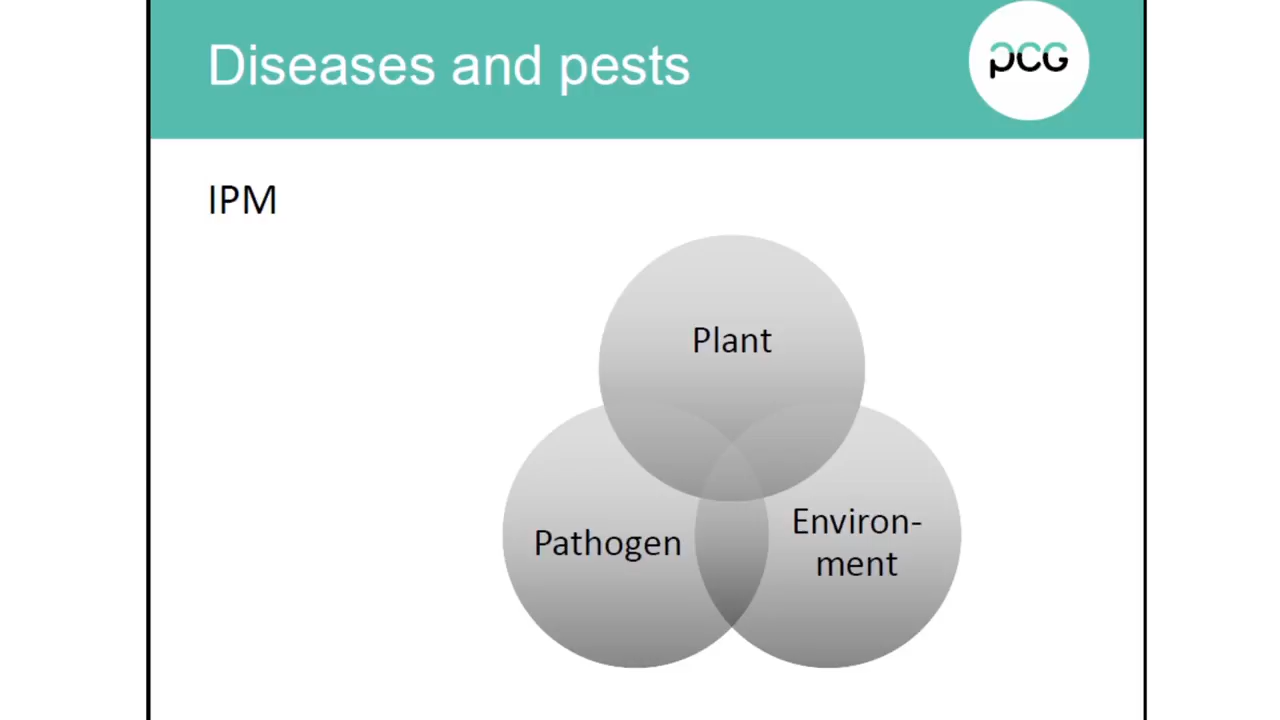 Diseases and pests
pCG
IPM
Plant
Pathogen
Environ-
ment